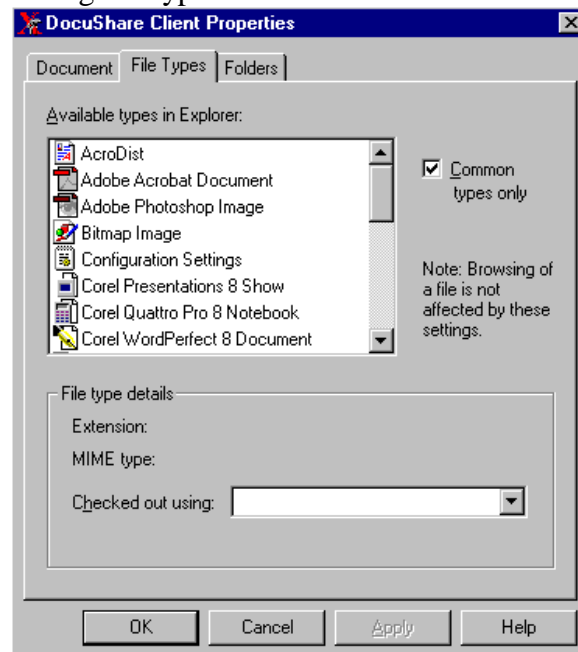 DocuShare Client Properties
Document File Types Folders
Available types in Explorer:
AcroDist
Adobe Acrobat Document
Adobe Photoshop Image
Bitmap Image
Configuration Settings
Corel Presentations 8 Show
Corel Quattro Pro 8 Notebook
Corel WordPerfect 8 Document
Common
types only
Note: Browsing of
a file is not
affected by these
settings.
File type details
Extension:
MIME type:
Checked out using:
OK Cancel Apply Help